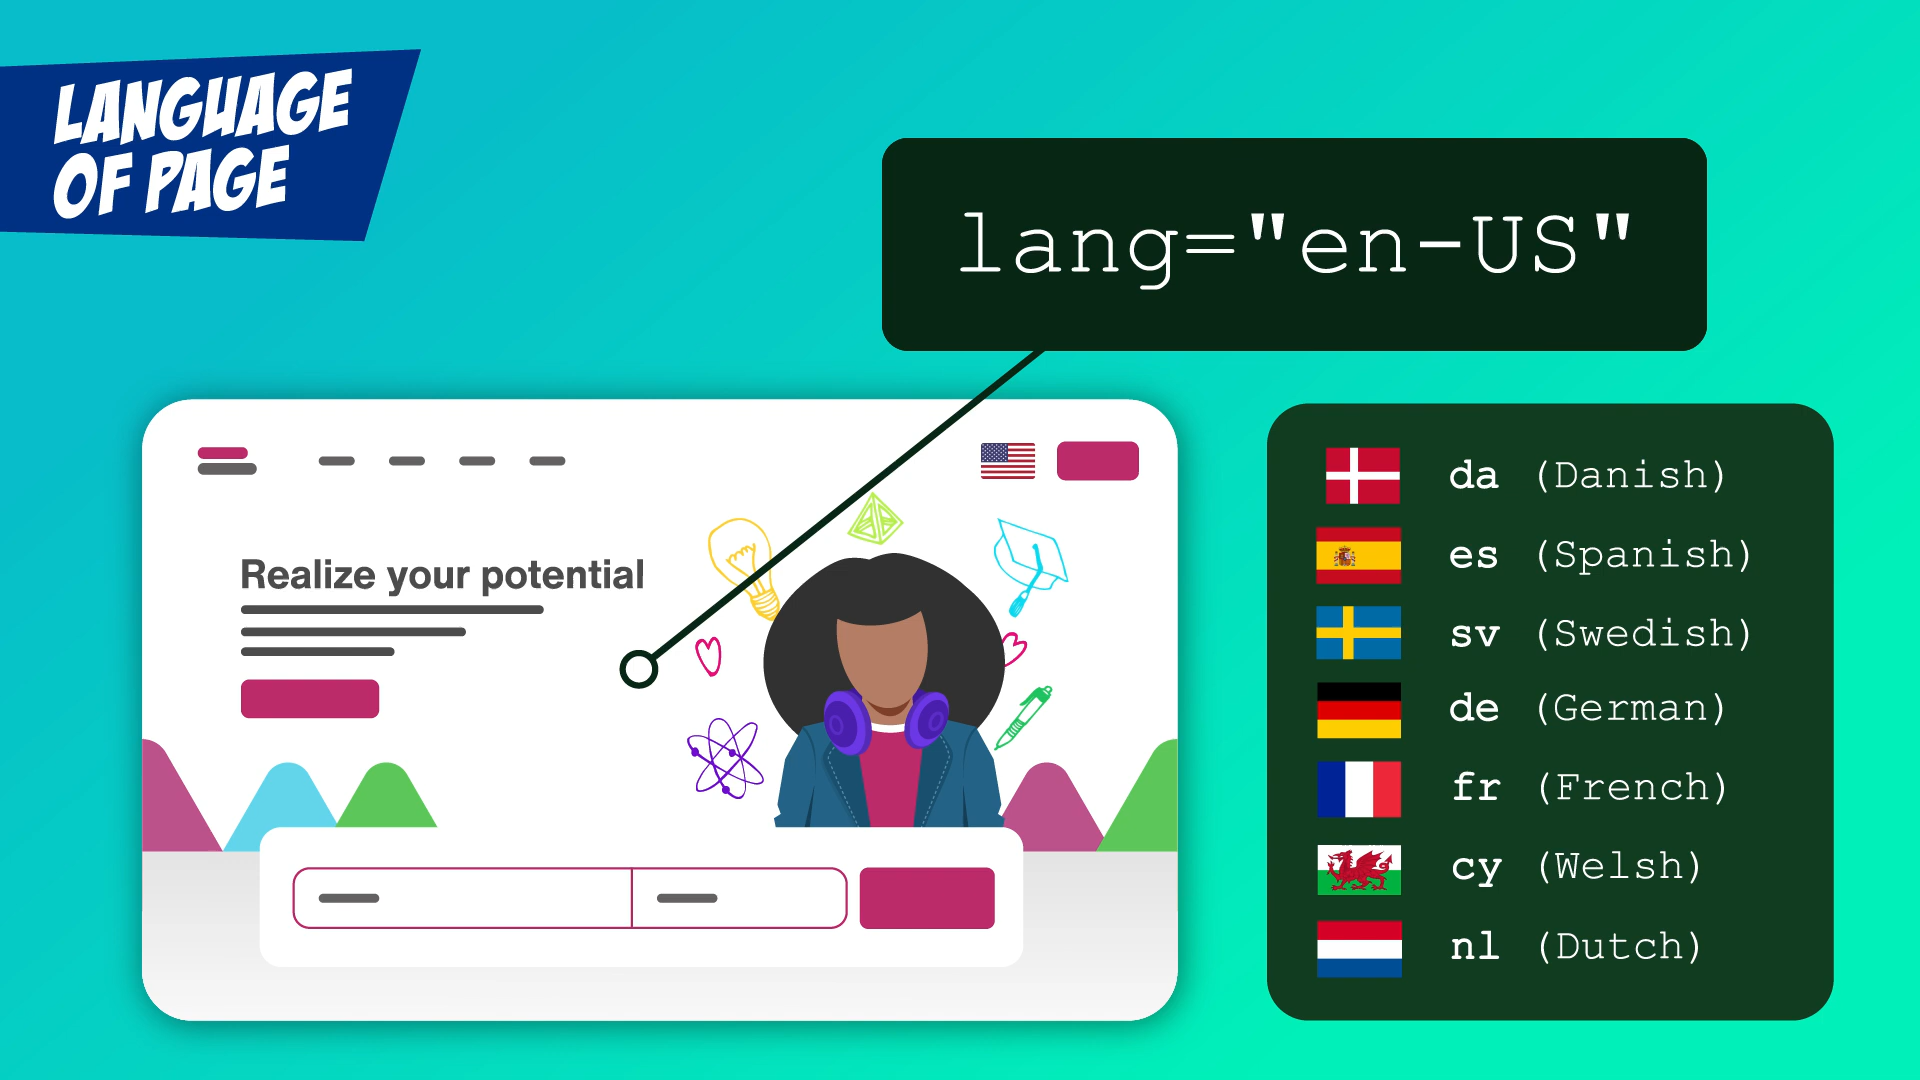 LANGUAGE
OF PAGE
lang="en-US"
Realize your potential
da (Danish)
es (Spanish)
sv (Swedish)
de (German)
fr (French)
cy (Welsh)
nl (Dutch)